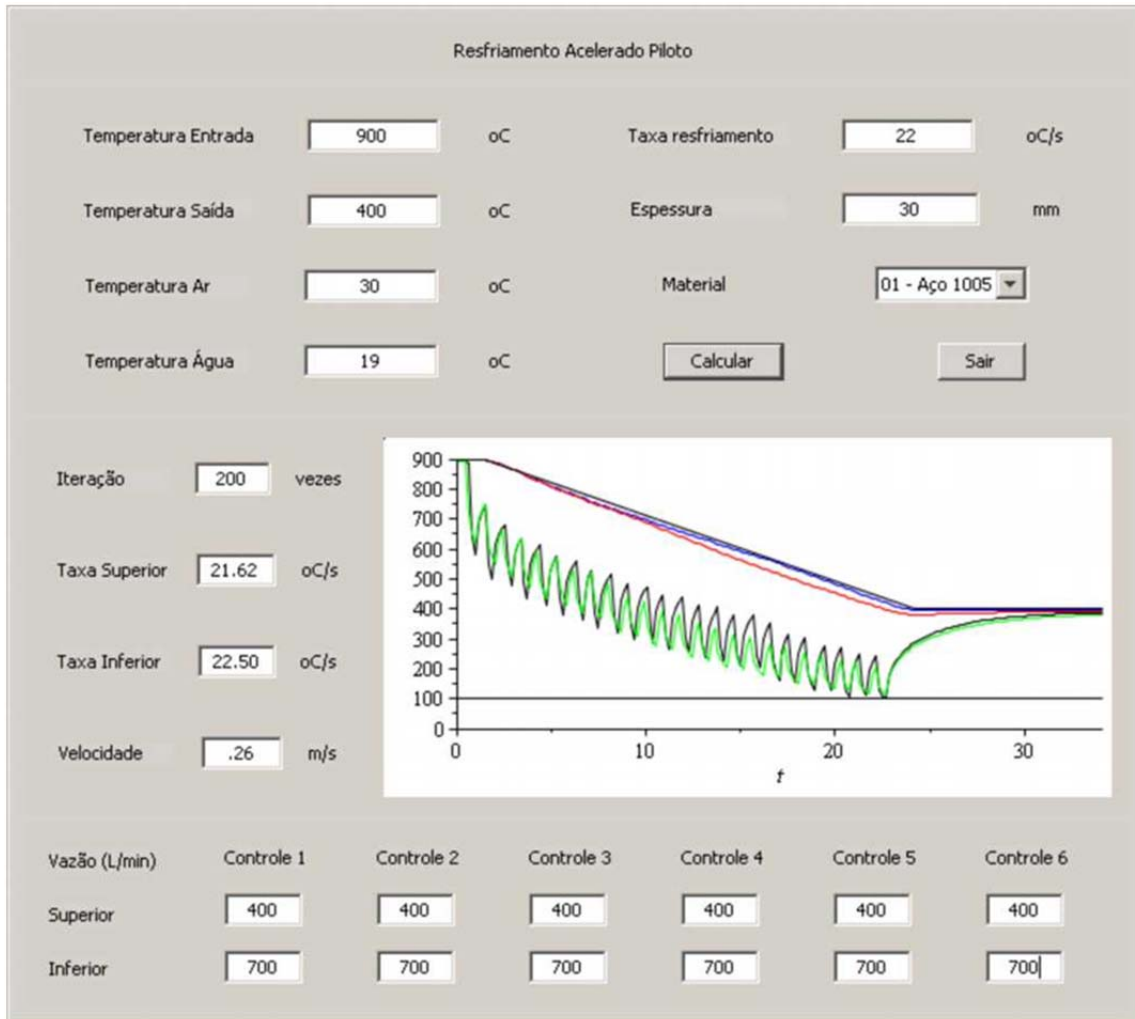 Resfriamento Acelerado Piloto
Temperatura Entrada 900 oC Taxa resfriamento 22 oC/s
Temperatura Saída 400 oC Espessura 30 mm
Temperatura Ar 30 oC Material 01 - Aço 1005
Temperatura Água 19 oC Calcular Sair
Iteração 200 vezes
Taxa Superior 21.62 oC/s
Taxa Inferior 22.50 oC/s
Velocidade .26 m/s
900
800
700
600
500
400
300
200
100
0
0 10 20 30
t
Vazão (L/min) Controle 1 Controle 2 Controle 3 Controle 4 Controle 5 Controle 6
Superior 400 400 400 400 400 400
Inferior 700 700 700 700 700 700